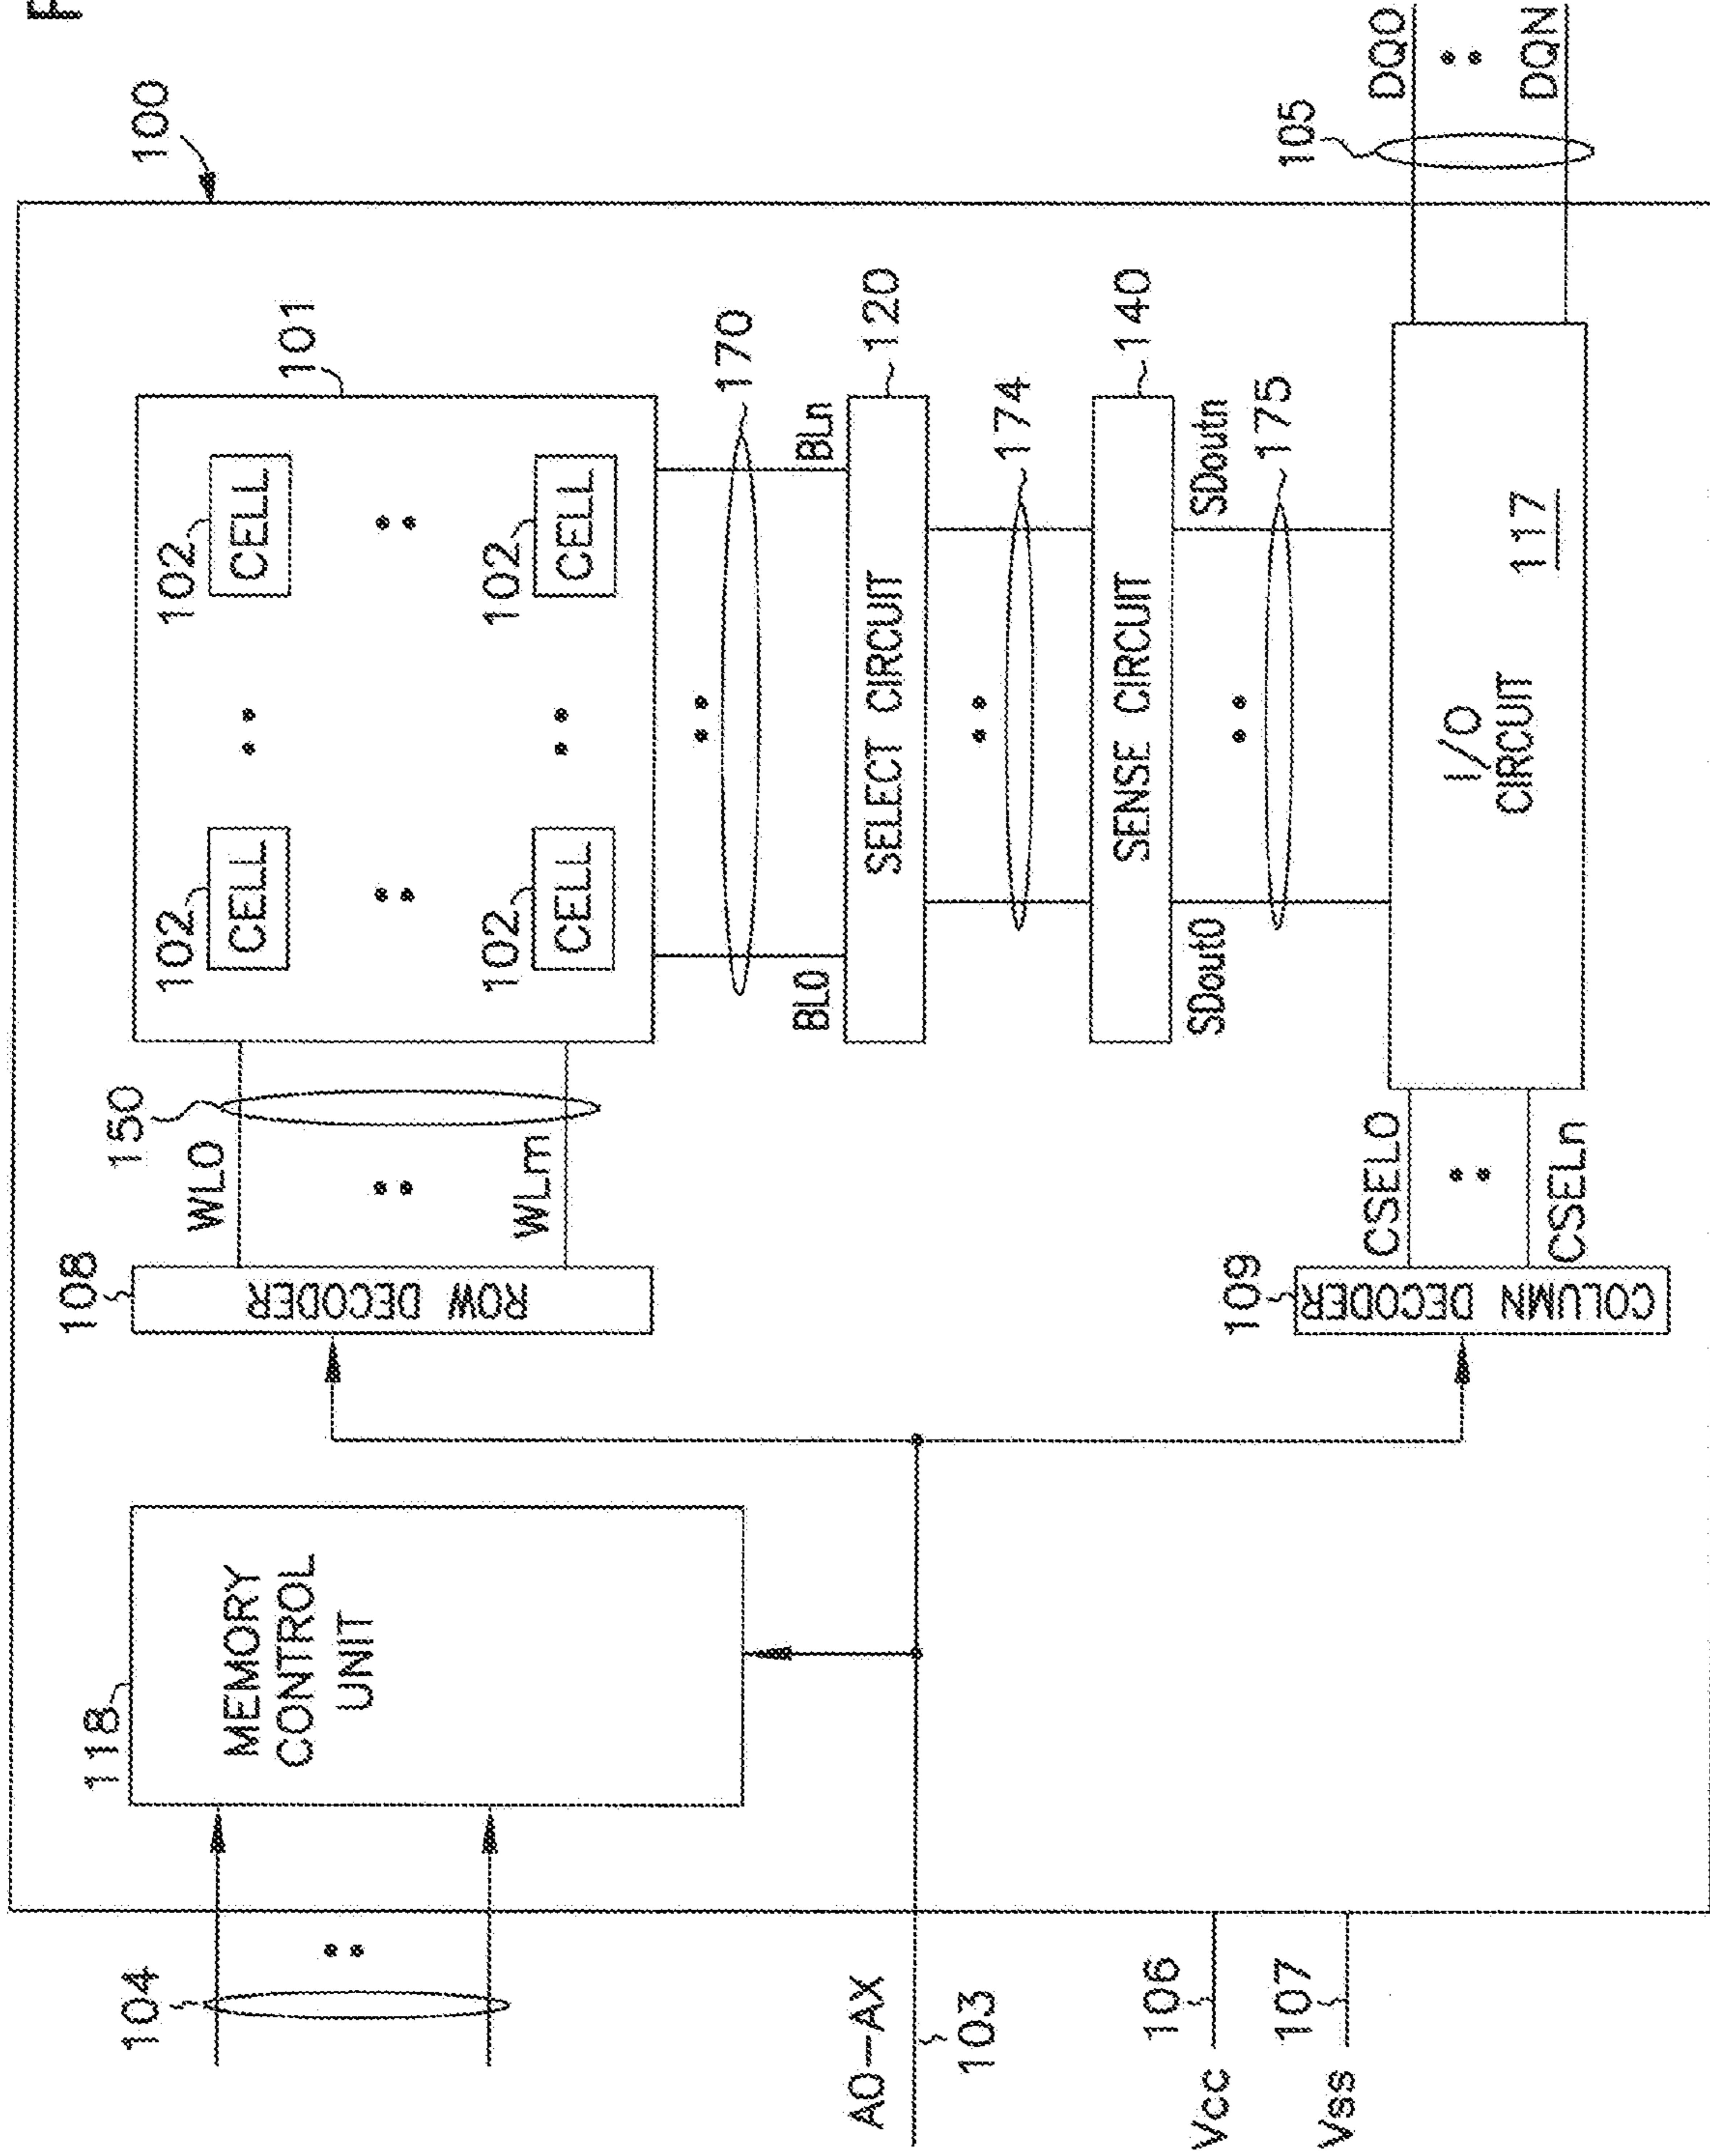 F
100
101
102
CELL
102
CELL
102
CELL
102
CELL
150
WL0
WLm
108
ROW DECODER
118
MEMORY
CONTROL
UNIT
104
170
BL0
BLn
120
SELECT CIRCUIT
174
140
SENSE CIRCUIT
SDout0
SDoutn
175
A0–AX
103
106
Vcc
107
Vss
109
COLUMN DECODER
CSEL0
CSELn
I/O
CIRCUIT
117
105
DQ0
DQN